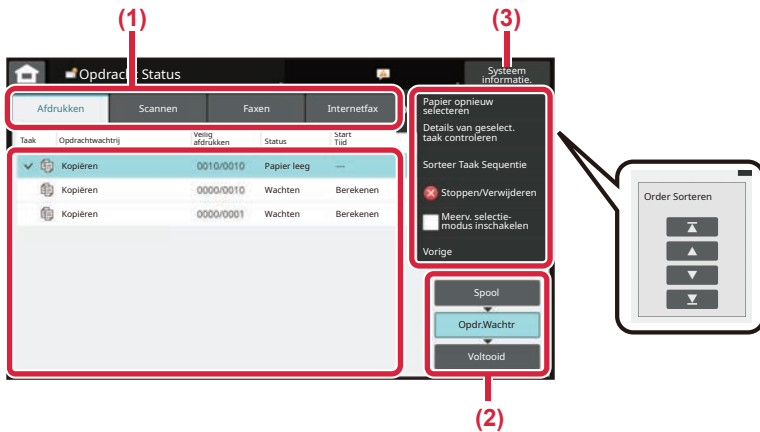 (1)
(3)
Opdracht Status
Systeem
informatie.
Afdrukken
Scannen
Faxen
Internetfax
Taak
Opdrachtwachtrij
Veilig
afdrukken
Status
Start
Tijd
Kopiëren
0010/0010
Papier leeg
—
Kopiëren
0000/0010
Wachten
Berekenen
Kopiëren
0000/0001
Wachten
Berekenen
Papier opnieuw
selecteren
Details van geselect.
taak controleren
Sorteer Taak Sequentie
Stoppen/Verwijderen
Meerv. selectie-
modus inschakelen
Vorige
Spool
Opdr.Wachtr
Voltooid
(2)
Order Sorteren